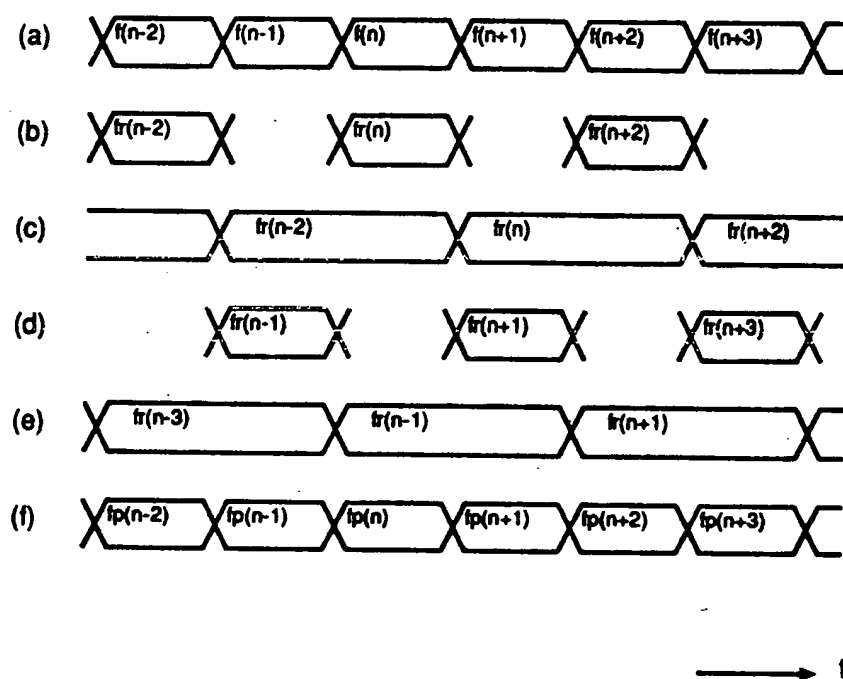 (a) f(n-2) f(n-1) f(n) f(n+1) f(n+2) f(n+3)
(b) fr(n-2) fr(n) fr(n+2)
(c) fr(n-2) fr(n) fr(n+2)
(d) fr(n-1) fr(n+1) fr(n+3)
(e) fr(n-3) fr(n-1) fr(n+1)
(f) fp(n-2) fp(n-1) fp(n) fp(n+1) fp(n+2) fp(n+3)